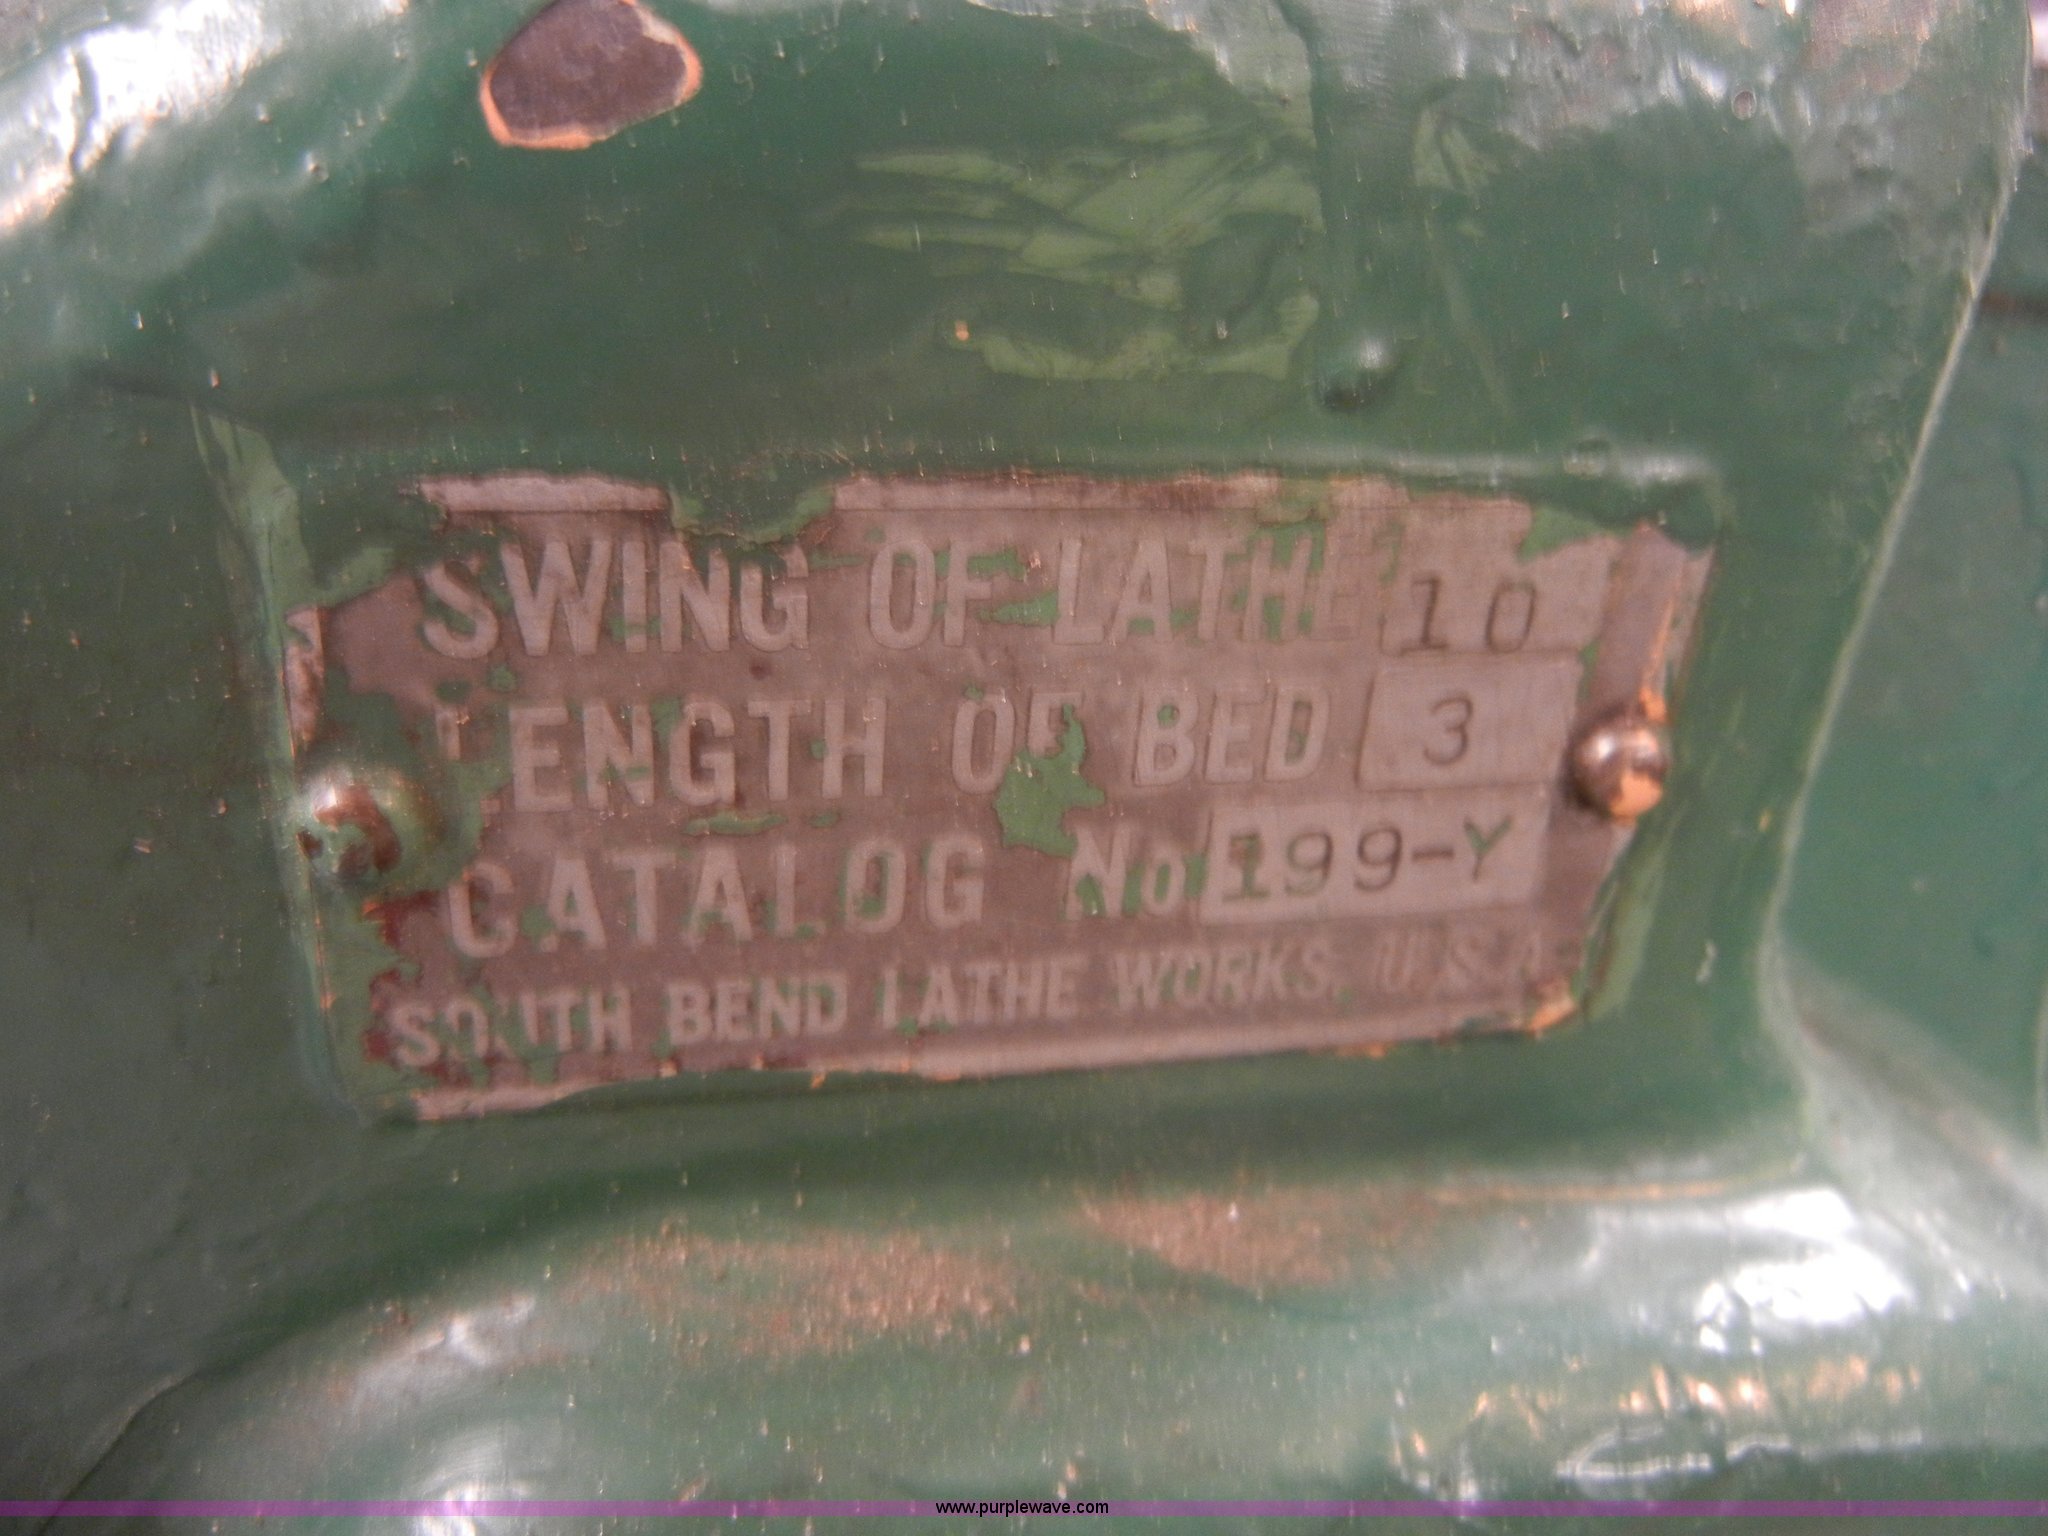 SWING OF LATHE 10
LENGTH OF BED 3
CATALOG No 199-Y
SOUTH BEND LATHE WORKS, U.S.A.
www.purplewave.com